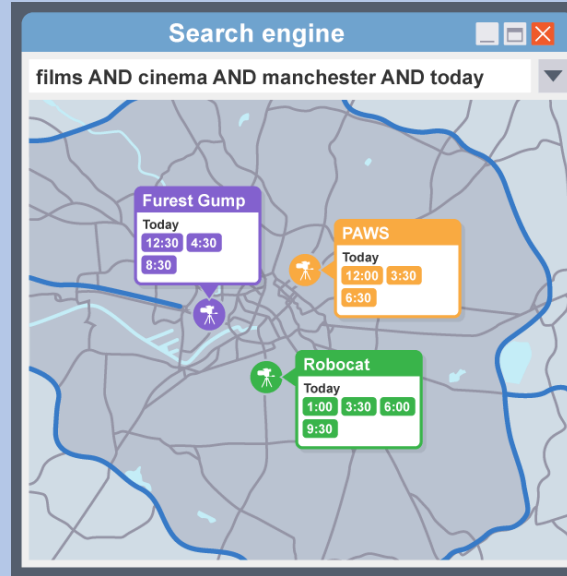 Search engine
films AND cinema AND manchester AND today
Furest Gump
Today
12:30 4:30
8:30
PAWS
Today
12:00 3:30
6:30
Robocat
Today
1:00 3:30 6:00
9:30